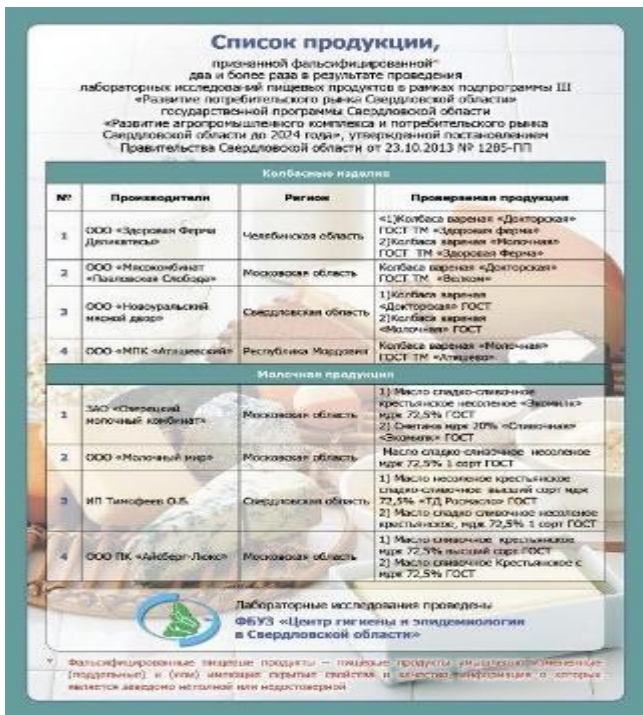 Список продукции,
признанной фальсифицированной*
два и более раза в результате проведения
лабораторных исследований пищевых продуктов в рамках подпрограммы III
«Развитие потребительского рынка Свердловской области»
государственной программы Свердловской области
«Развитие агропромышленного комплекса и потребительского рынка
Свердловской области до 2024 года», утвержденной постановлением
Правительства Свердловской области от 23.10.2013 № 1285-ПП
Колбасные изделия
№ Производители Регион Проверяемая продукция
1 ООО «Здоровая Ферма Деликатесы» Челябинская область <1)Колбаса вареная «Докторская»
ГОСТ ТМ «Здоровая ферма»
2)Колбаса вареная «Молочная»
ГОСТ ТМ «Здоровая Ферма»
2 ООО «Мясокомбинат «Павловская Слобода» Московская область Колбаса вареная «Докторская»
ГОСТ ТМ «Велком»
3 ООО «Новоуральский мясной двор» Свердловская область 1)Колбаса вареная
«Докторская» ГОСТ
2)Колбаса вареная
«Молочная» ГОСТ
4 ООО «МПК «Атяшевский» Республика Мордовия Колбаса вареная «Молочная»
ГОСТ ТМ «Атяшево»
Молочная продукция
1 ЗАО «Озерецкий молочный комбинат» Московская область 1) Масло сладко-сливочное
крестьянское несоленое «Экомилк»
мдж 72,5% ГОСТ
2) Сметана мдж 20% «Сливочная»
«Экомилк» ГОСТ
2 ООО «Молочный мир» Московская область Масло сладко-сливочное несоленое
мдж 72,5% 1 сорт ГОСТ
3 ИП Тимофеев О.Б. Свердловская область 1) Масло несоленое крестьянское
сладко-сливочное высший сорт мдж
72,5% «ТД Росмасло» ГОСТ
2) Масло сладко сливочное несоленое
крестьянское, мдж 72,5% 1 сорт ГОСТ
4 ООО ПК «Айсберг-Люкс» Московская область 1) Масло сливочное крестьянское
мдж 72,5% высший сорт ГОСТ
2) Масло сливочное Крестьянское с
мдж 72,5% ГОСТ
Лабораторные исследования проведены
ФБУЗ «Центр гигиены и эпидемиологии
в Свердловской области»
* Фальсифицированные пищевые продукты – пищевые продукты умышленно измененные
(поддельные) и (или) имеющие скрытые свойства и качество, информация о которых
является заведомо неполной или недостоверной